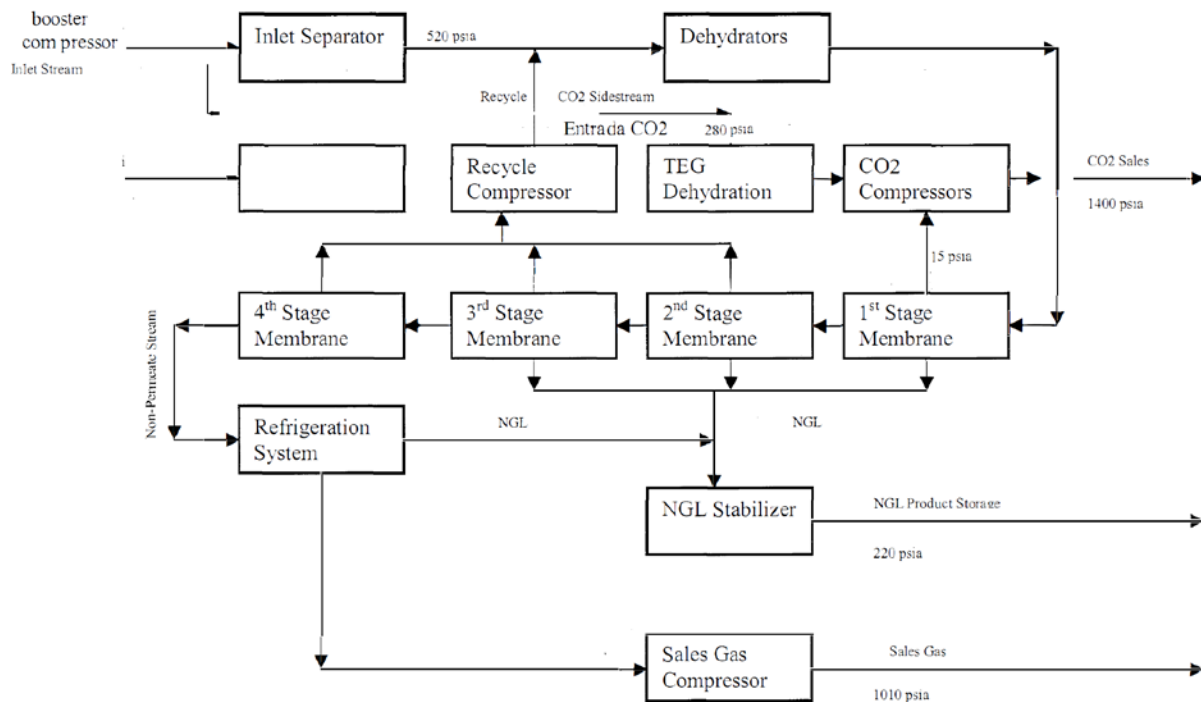 booster
com pressor
Inlet Stream
Inlet Separator
520 psia
Dehydrators
Recycle
CO2 Sidestream
Entrada CO2
280 psia
i
Recycle
Compressor
TEG
Dehydration
CO2
Compressors
CO2 Sales
1400 psia
15 psia
4th Stage
Membrane
3rd Stage
Membrane
2nd Stage
Membrane
1st Stage
Membrane
Non-Permeate Stream
Refrigeration
System
NGL
NGL
NGL Stabilizer
NGL Product Storage
220 psia
Sales Gas
Compressor
Sales Gas
1010 psia